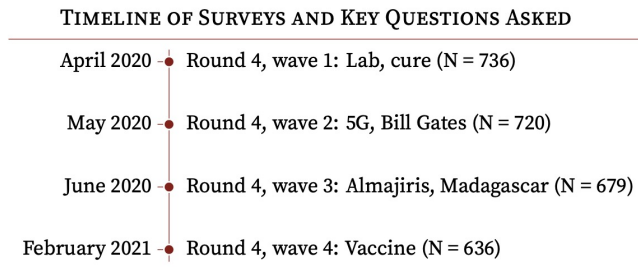 Timeline of Surveys and Key Questions Asked
April 2020 Round 4, wave 1: Lab, cure (N = 736)
May 2020 Round 4, wave 2: 5G, Bill Gates (N = 720)
June 2020 Round 4, wave 3: Almajiris, Madagascar (N = 679)
February 2021 Round 4, wave 4: Vaccine (N = 636)